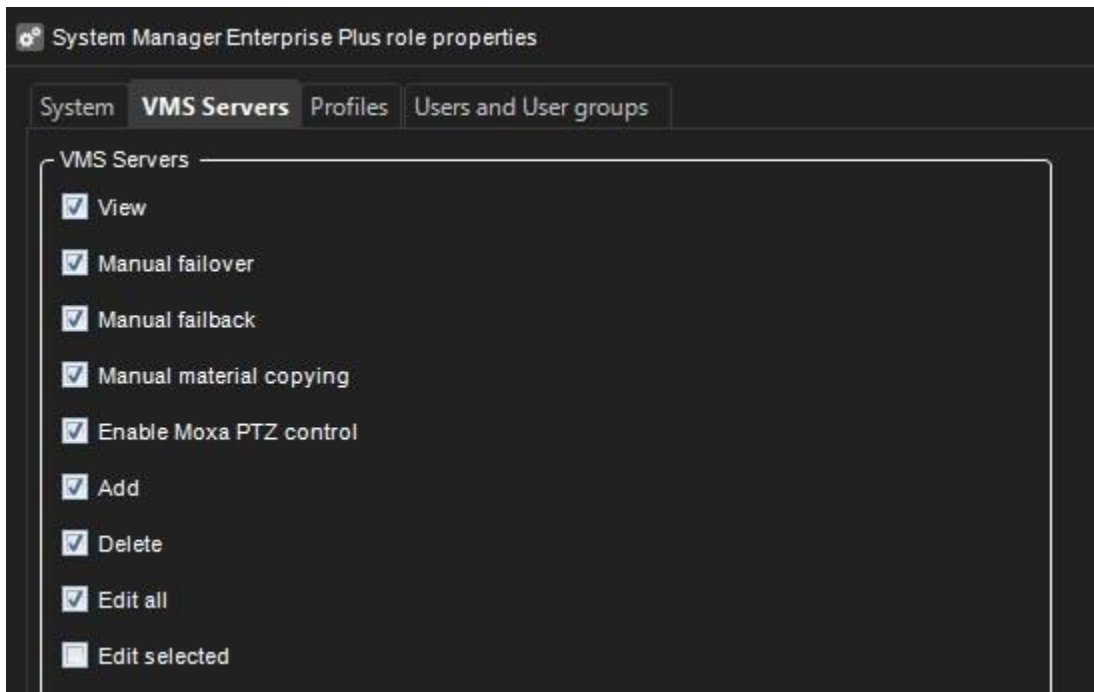 System Manager Enterprise Plus role properties
System VMS Servers Profiles Users and User groups
VMS Servers
View
Manual failover
Manual failback
Manual material copying
Enable Moxa PTZ control
Add
Delete
Edit all
Edit selected